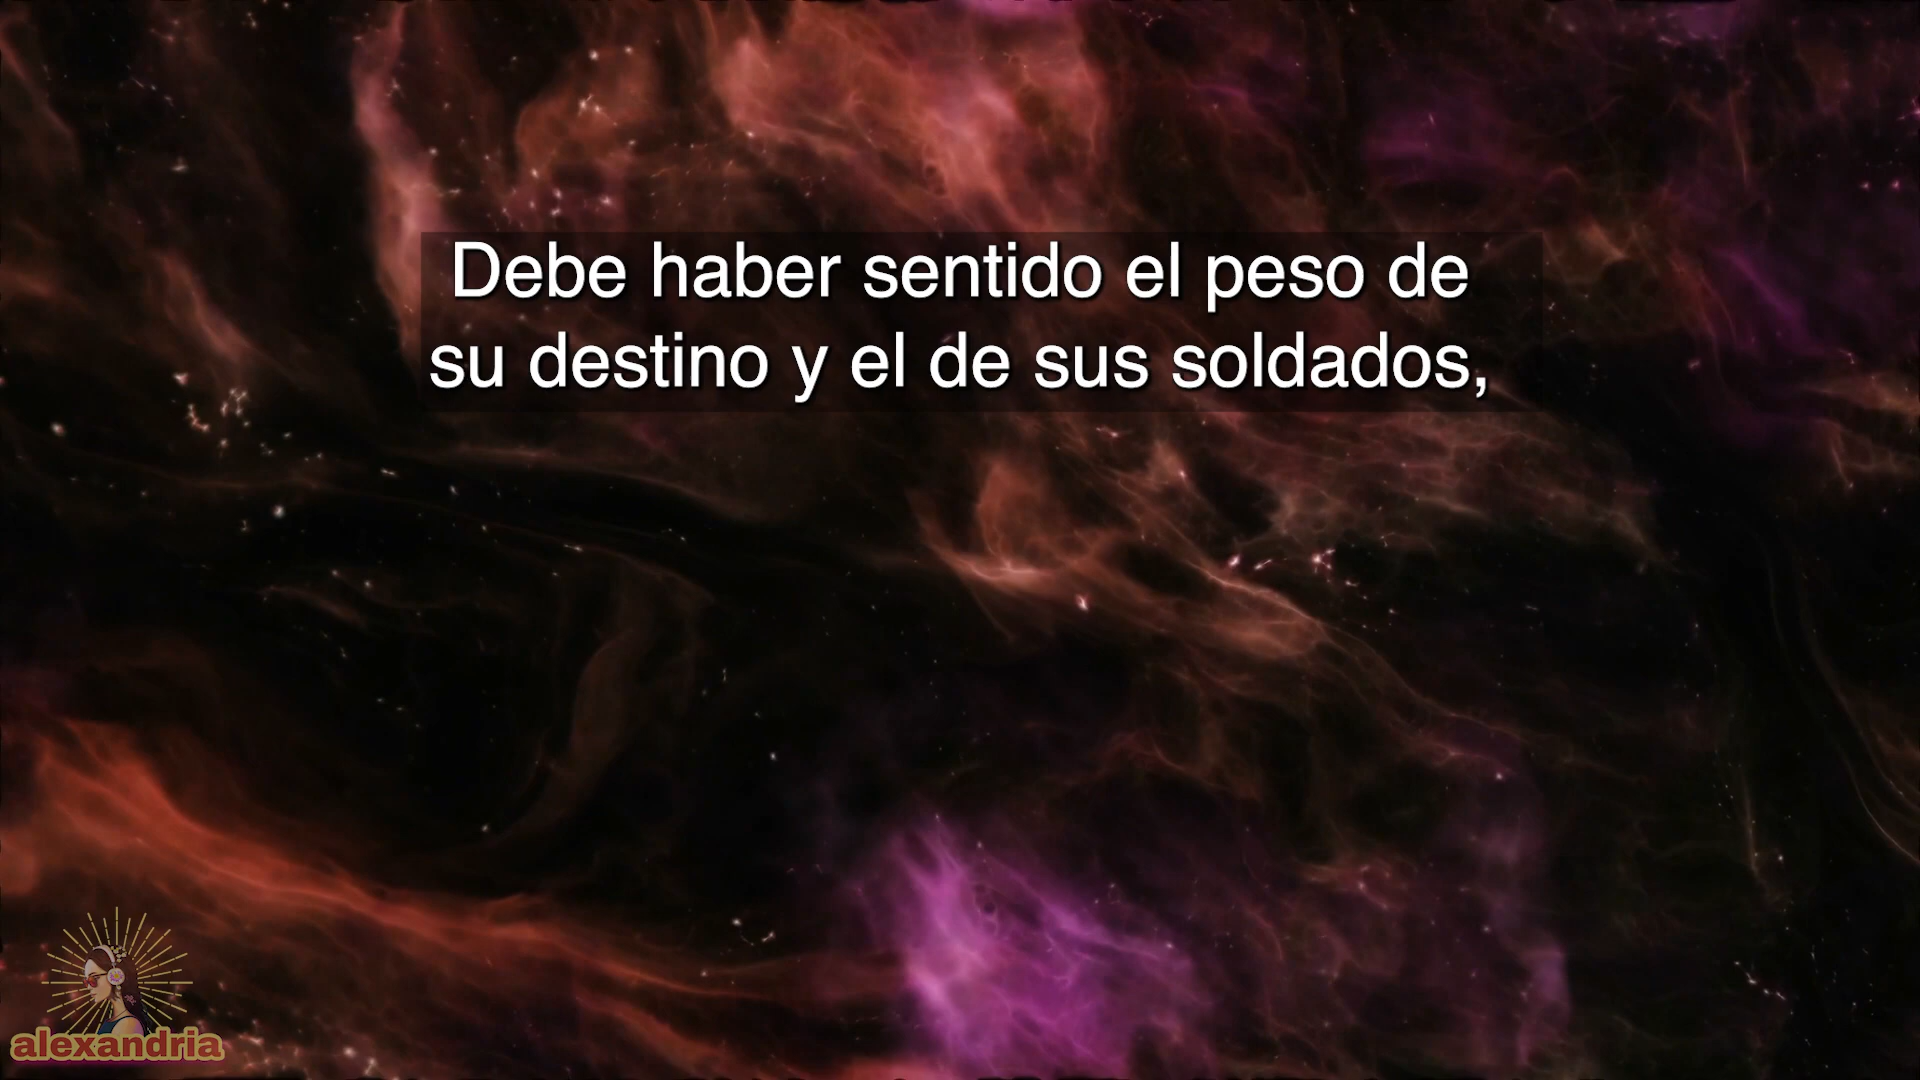 Debe haber sentido el peso de
su destino y el de sus soldados,
alexandria